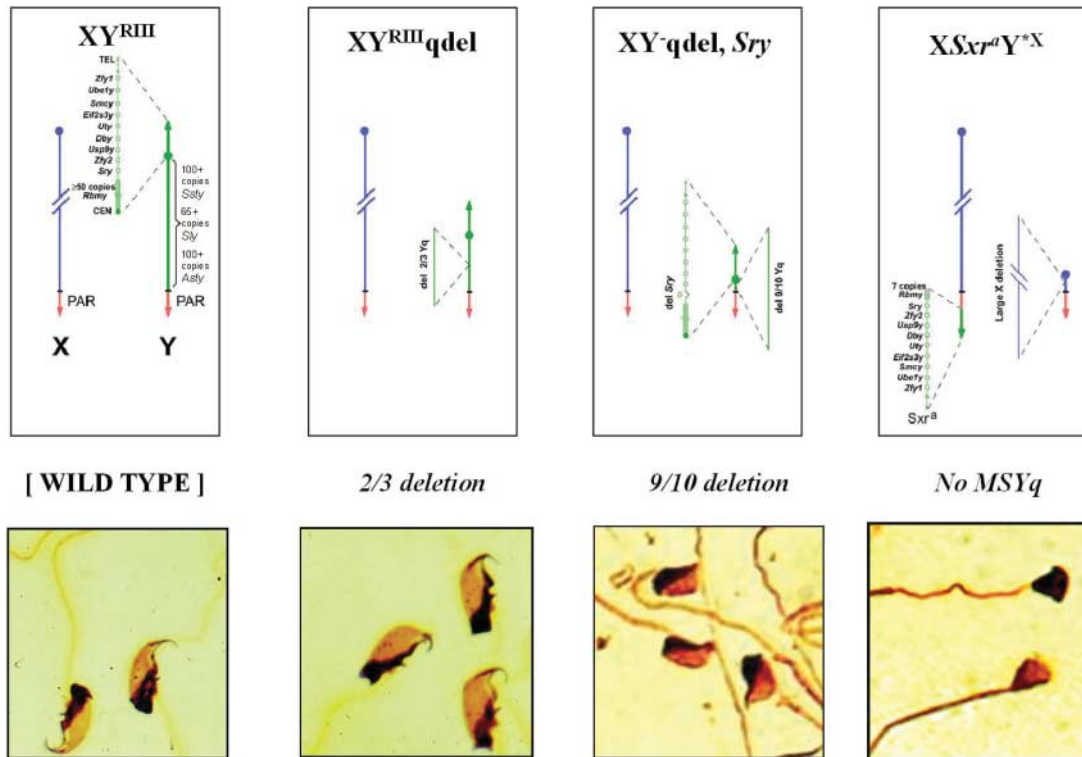 XY^RIII
TEL
Zfy1
Ube1y
Smcy
Eif2s3y
Uty
Dby
Usp9y
Zfy2
Sry
≥50 copies
Rbmy
CEN
100+
copies
Ssty
65+
copies
Sly
100+
copies
Asty
PAR
PAR
X
Y
XY^RIII qdel
del 2/3 Yq
XY^-qdel, Sry
del Sry
del 9/10 Yq
XSxr^aY^*X
Large X deletion
7 copies
Rbmy
Sry
Zfy2
Usp9y
Dby
Uty
Eif2s3y
Smcy
Ube1y
Zfy1
Sxr^a
[ WILD TYPE ]
2/3 deletion
9/10 deletion
No MSYq